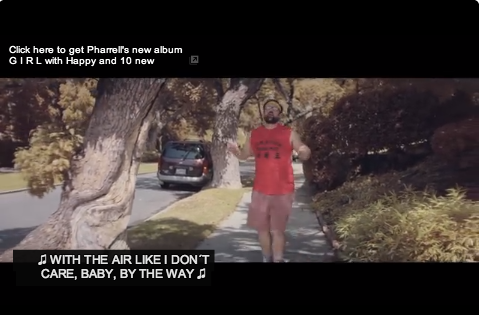 Click here to get Pharrell's new album
G I R L with Happy and 10 new
♫ WITH THE AIR LIKE I DON´T
CARE, BABY, BY THE WAY ♫